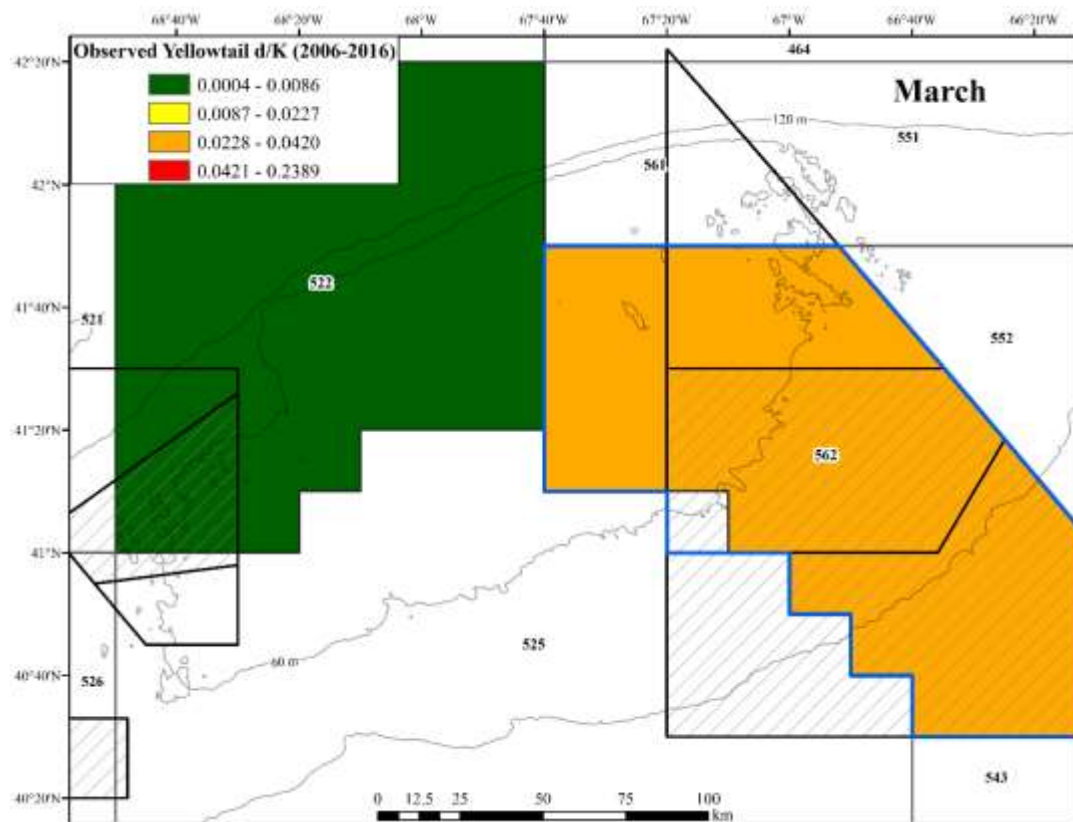 68°40'W 68°20'W 68°W 67°40'W 67°20'W 67°W 66°40'W 66°20'W
Observed Yellowtail d/K (2006-2016)
0.0004 - 0.0086
0.0087 - 0.0227
0.0228 - 0.0420
0.0421 - 0.2389
March
464
42°30'N
120 m
551
561
42°N
522
41°40'N
521
552
41°20'N
562
41°N
525
60 m
40°40'N
526
543
40°20'N
0 12.5 25 50 75 100
km